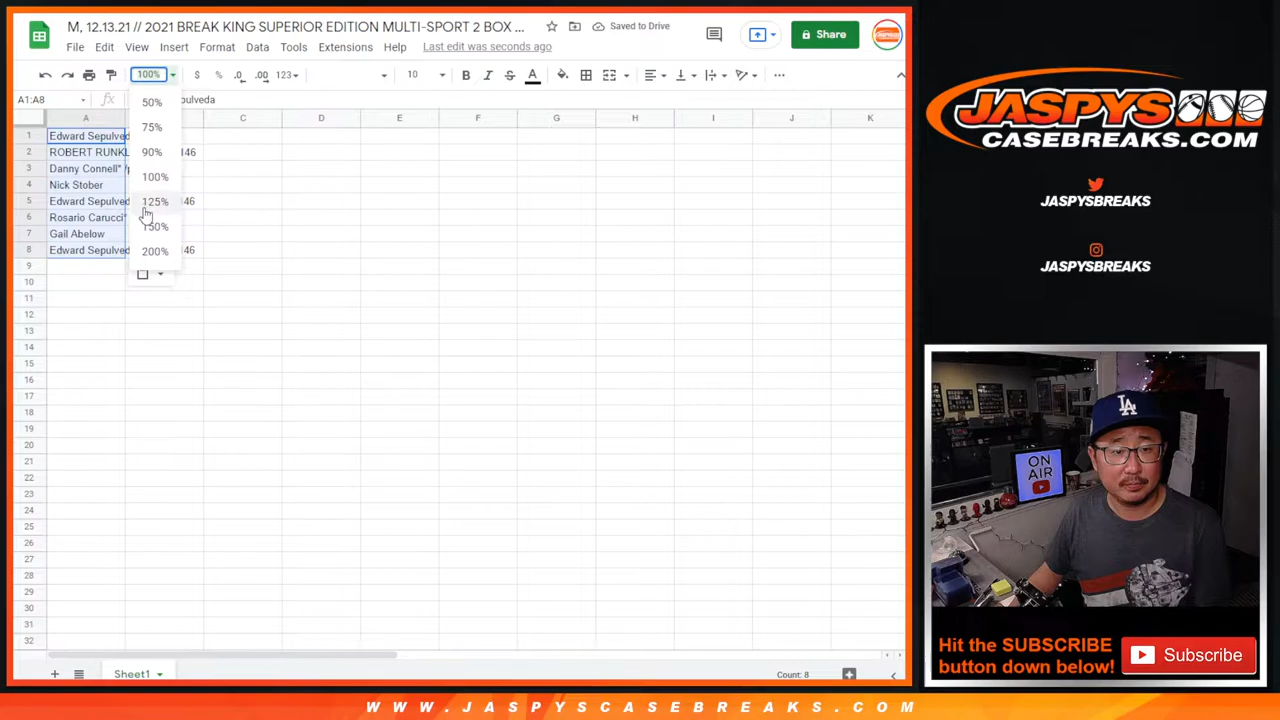 M, 12.13.21 // 2021 BREAK KING SUPERIOR EDITION MULTI-SPORT 2 BOX ...
Saved to Drive
Share
File Edit View Insert Format Data Tools Extensions Help Last edit was seconds ago
100% $ % .0 .00 123 10 B I S A
A1:A8 fx pulveda
A C D E F G H I J K
50%
75%
90%
100%
125%
150%
200%
1 Edward Sepulved
2 ROBERT RUNKL 146
3 Danny Connell" /p
4 Nick Stober
5 Edward Sepulved 146
6 Rosario Carucci"
7 Gail Abelow
8 Edward Sepulved 146
9
10
11
12
13
14
15
16
17
18
19
20
21
22
23
24
25
26
27
28
29
30
31
32
Sheet1
Count: 8
JASPYS
CASEBREAKS.COM
JASPYSBREAKS
JASPYSBREAKS
LA
ON
AIR
Hit the SUBSCRIBE
button down below!
Subscribe
WWW.JASPYSCASEBREAKS.COM